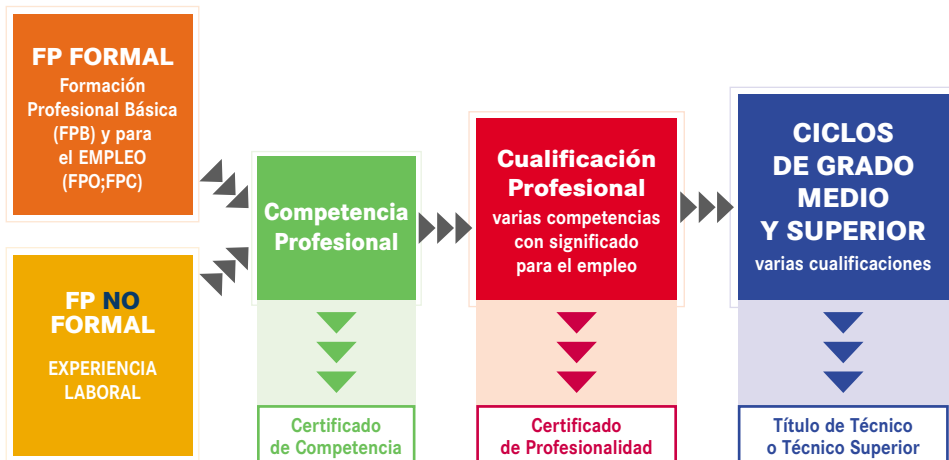 FP FORMAL
Formación
Profesional Básica
(FPB) y para
el EMPLEO
(FPO;FPC)
FP NO
FORMAL
EXPERIENCIA
LABORAL
Competencia
Profesional
Certificado
de Competencia
Cualificación
Profesional
varias competencias
con significado
para el empleo
Certificado
de Profesionalidad
CICLOS
DE GRADO
MEDIO
Y SUPERIOR
varias cualificaciones
Título de Técnico
o Técnico Superior